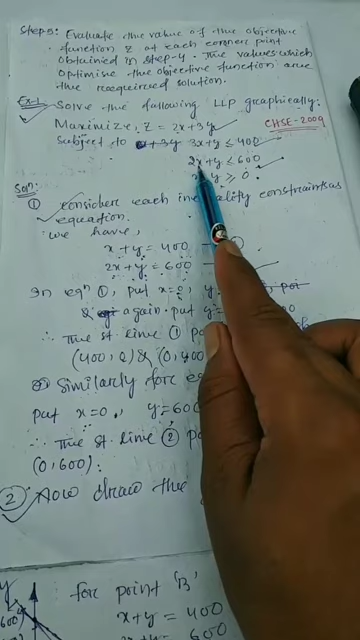 Step 5: Evaluate the value of the objective
function Z at each corner point
obtained in step-4. The values which
optimise the objective function are
the required solution.
Ex-1 Solve the following LLP graphically:
Maximize, Z = 2x + 3y
CHSE-2009
Subject to x+y ≤ 400
2x+y ≤ 600
y ≥ 0
Soln:
① consider each inequality constraints as
equation.
We have,
x + y = 400
2x + y = 600
In eqn ①, put x=0, y
& again put y =
∴ The st. line ①
(400, 0) & (0, 400
Similarly for
put x=0, y=600
∴ The st. line ②
(0, 600).
② Now draw the
for point 'B'
x+y = 400
600